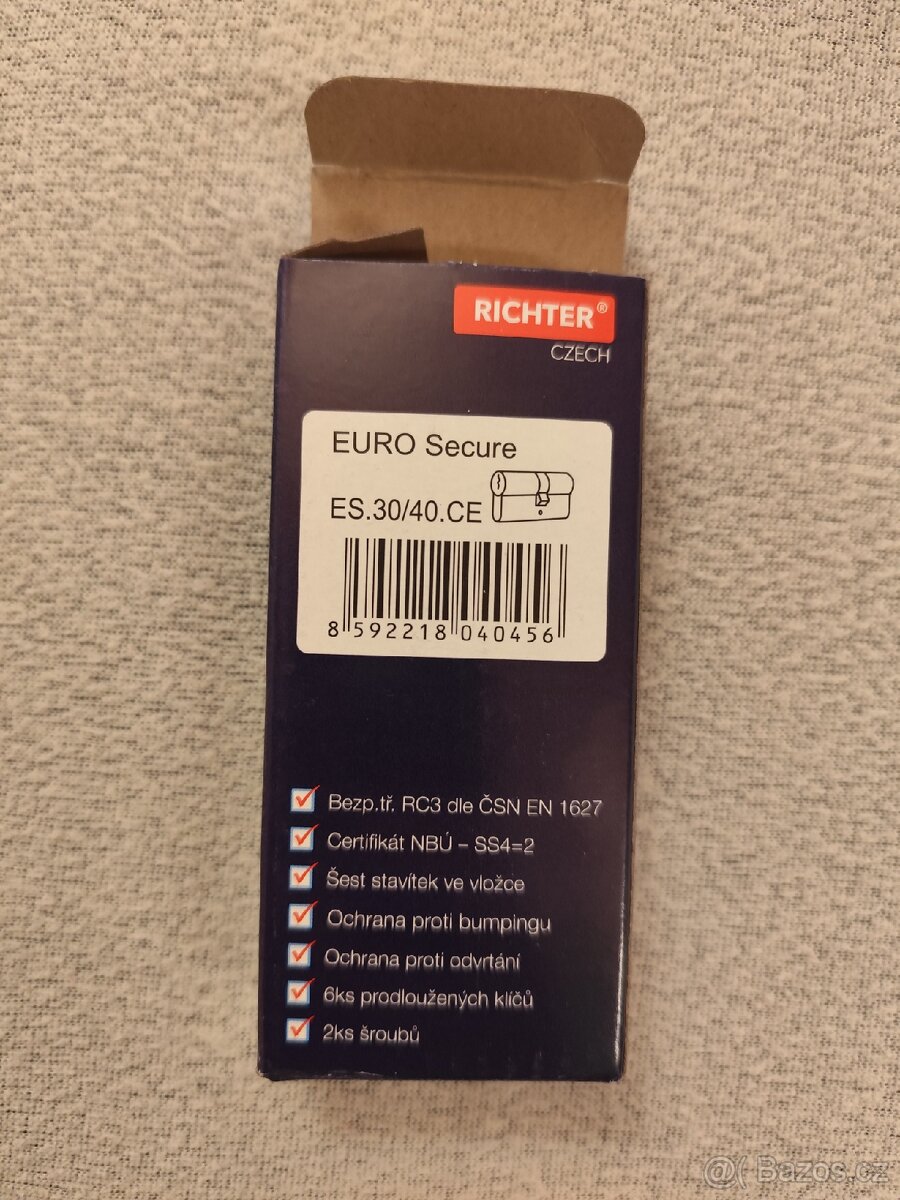 RICHTER®
CZECH
EURO Secure
ES.30/40.CE
8 592218 040456
Bezp.tř. RC3 dle ČSN EN 1627
Certifikát NBÚ – SS4=2
Šest stavítek ve vložce
Ochrana proti bumpingu
Ochrana proti odvrtání
6ks prodloužených klíčů
2ks šroubů
@( Bazos.cz